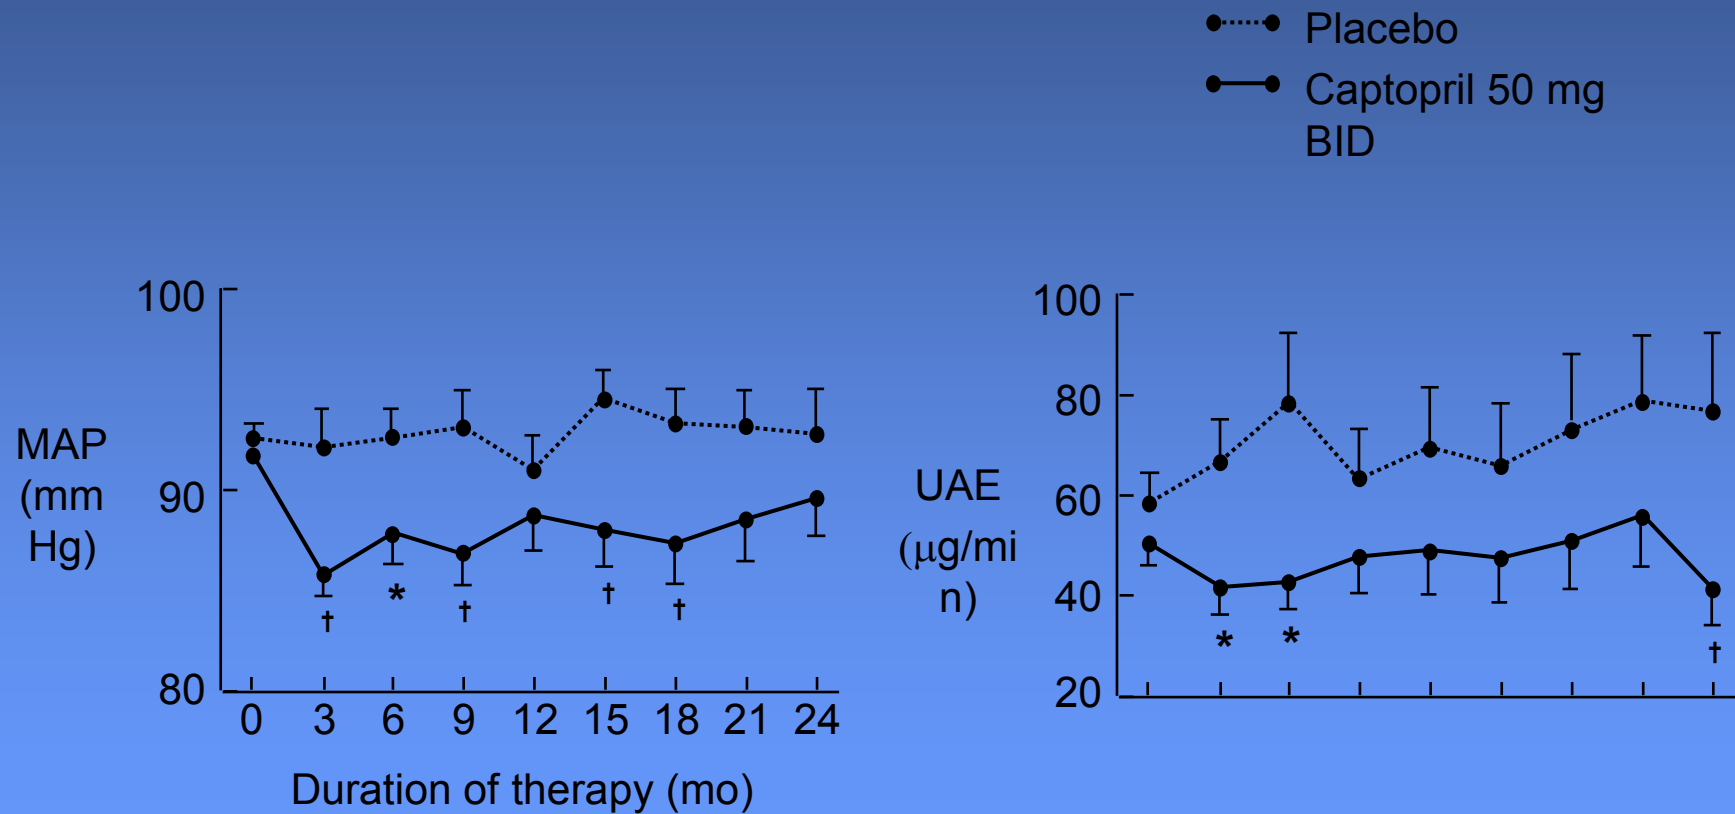 Placebo
Captopril 50 mg
BID
100
90
80
MAP
(mm
Hg)
†
*
†
†
†
0 3 6 9 12 15 18 21 24
Duration of therapy (mo)
100
80
60
40
20
UAE
(μg/mi
n)
*
*
†